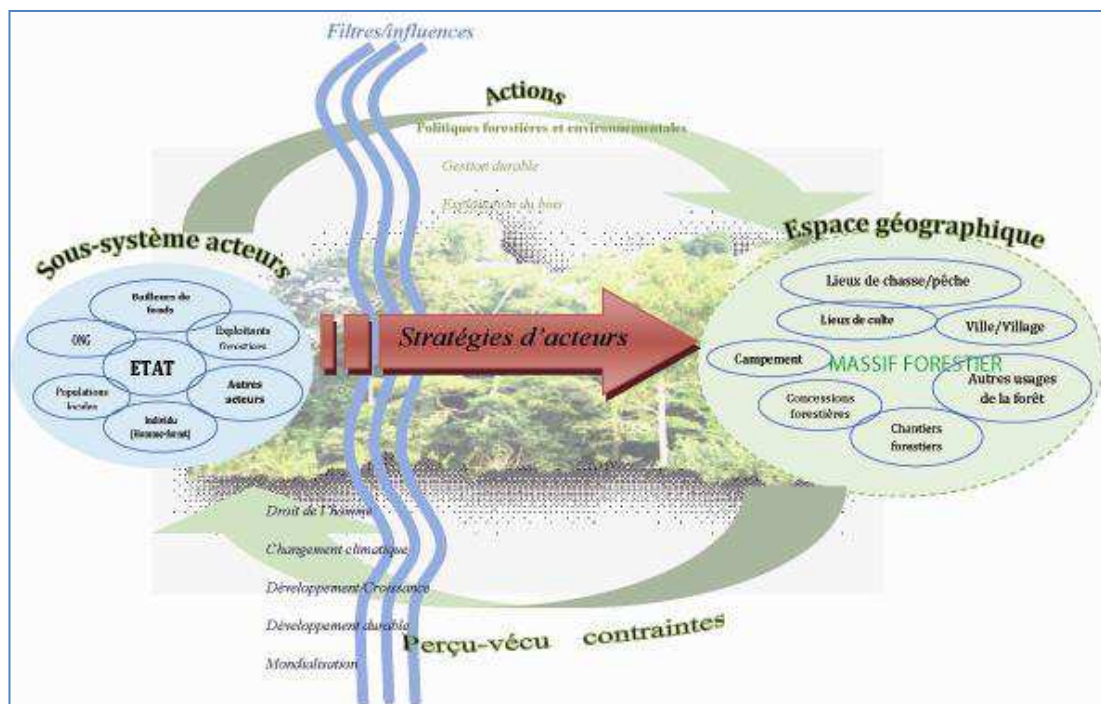 Filtres/influences
Actions
Politiques forestières et environnementales
Gestion durable
Exploitation du bois
Sous-système acteurs
Bailleurs de
fonds
ONG
Exploitants
forestiers
ETAT
Populations
locales
Autres
acteurs
Individu
(Homme-foret)
Stratégies d'acteurs
Espace géographique
Lieux de chasse/pêche
Lieux de culte
Ville/Village
Campement
MASSIF FORESTIER
Autres usages
de la forêt
Concessions
forestières
Chantiers
forestiers
Droit de l'homme
Changement climatique
Développement/Croissance
Développement durable
Mondialisation
Perçu-vécu contraintes